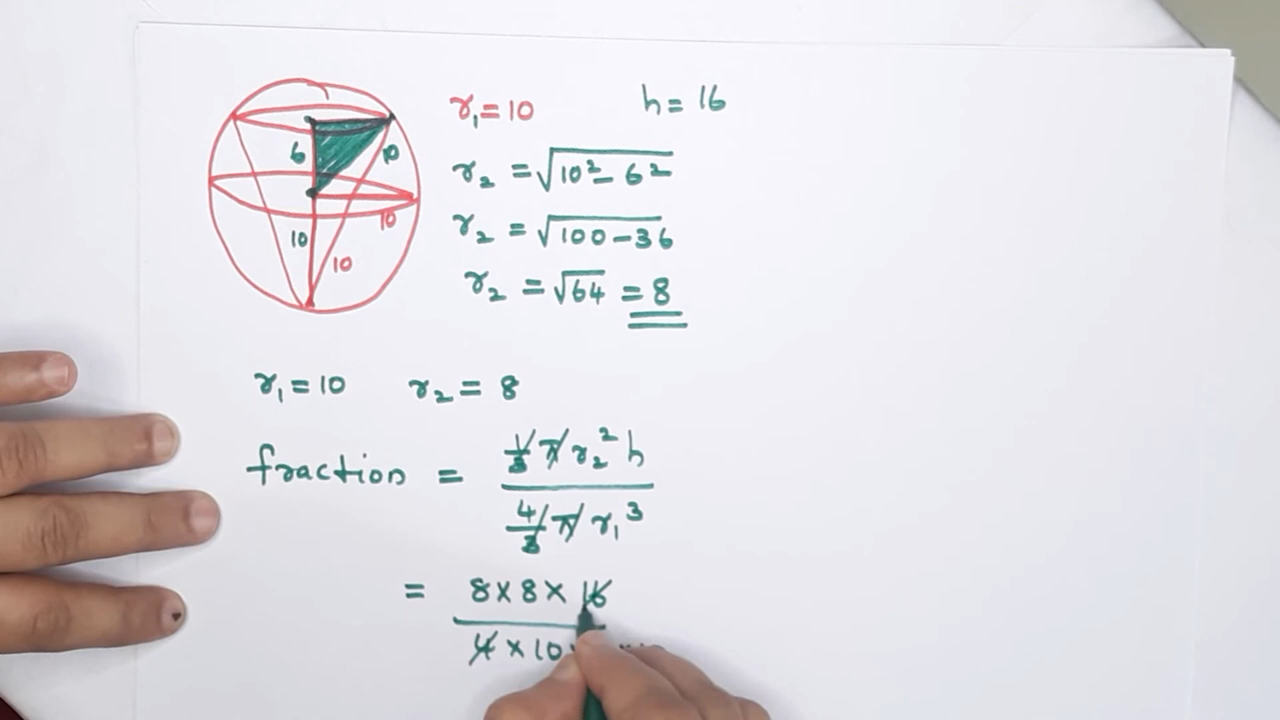 r₁=10 h=16
6 10
r₂ =√10²-6²
r₂ = √100-36
10 10
10
r₂ = √64 = 8
r₁=10 r₂= 8
fraction = 1/3 π r₂² h
4/3 π r₁³
= 8×8×16
4×10